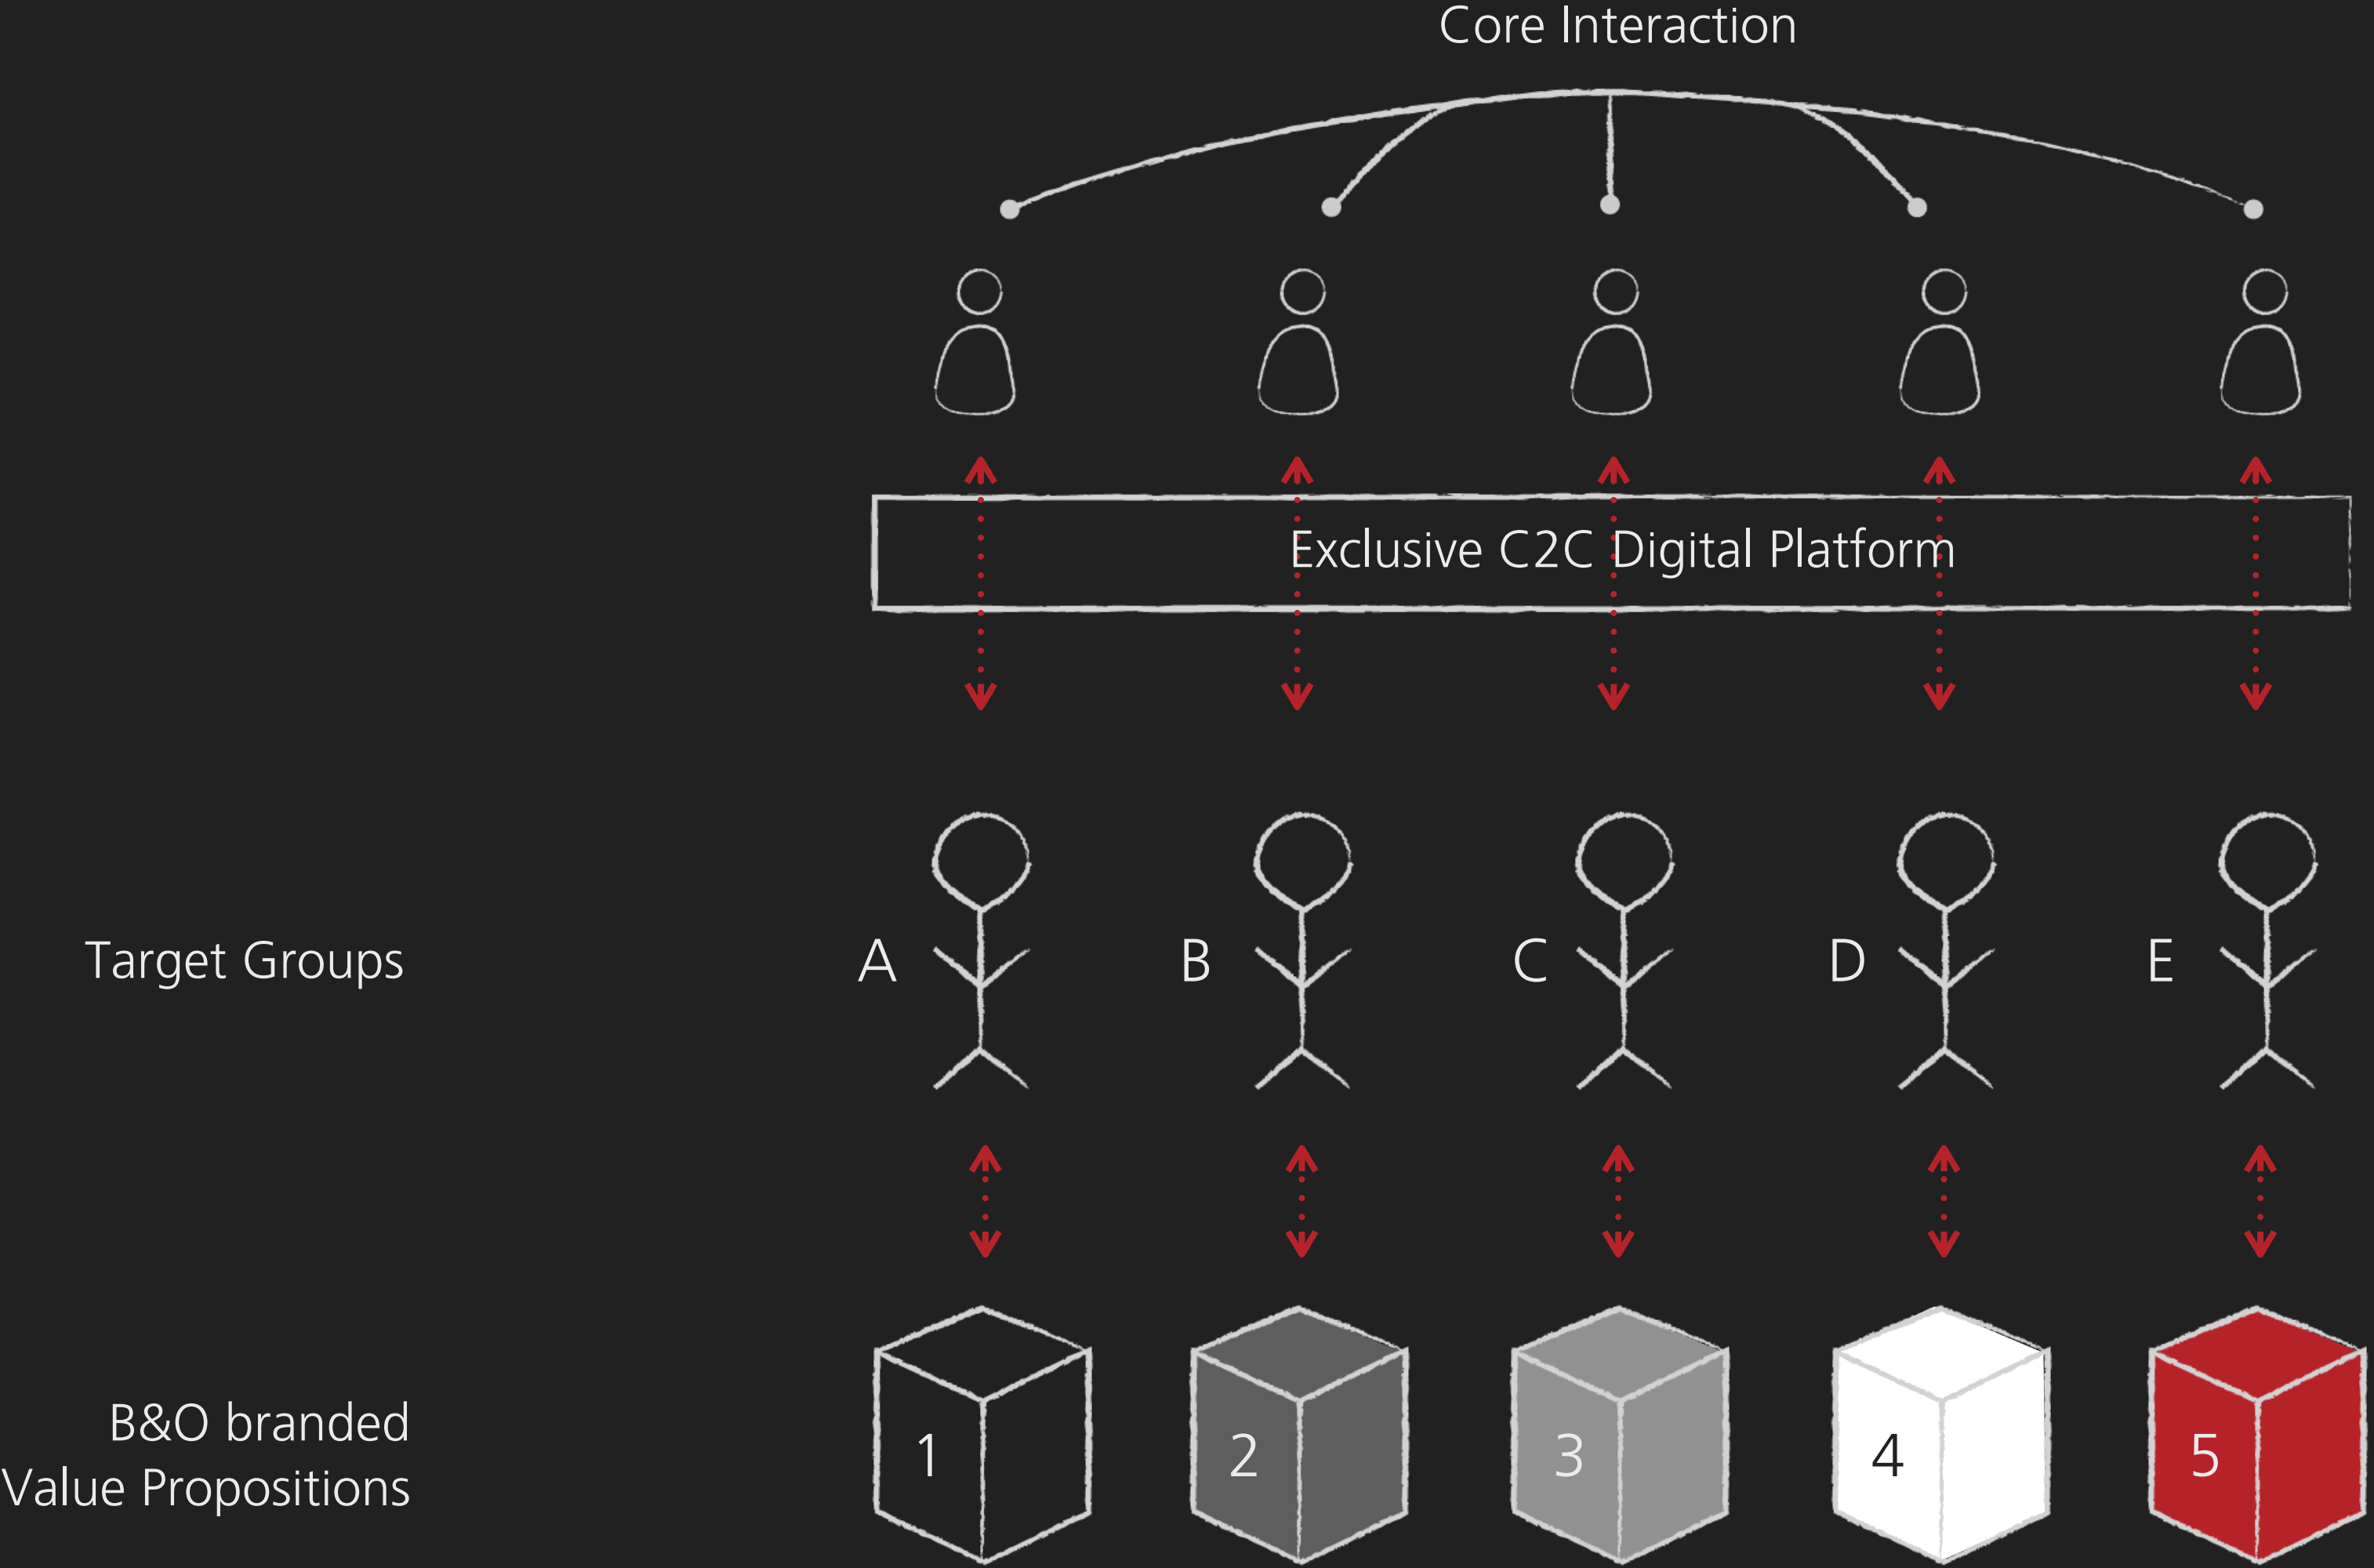 Core Interaction
Exclusive C2C Digital Platform
Target Groups
A
B
C
D
E
B&O branded
Value Propositions
1
2
3
4
5